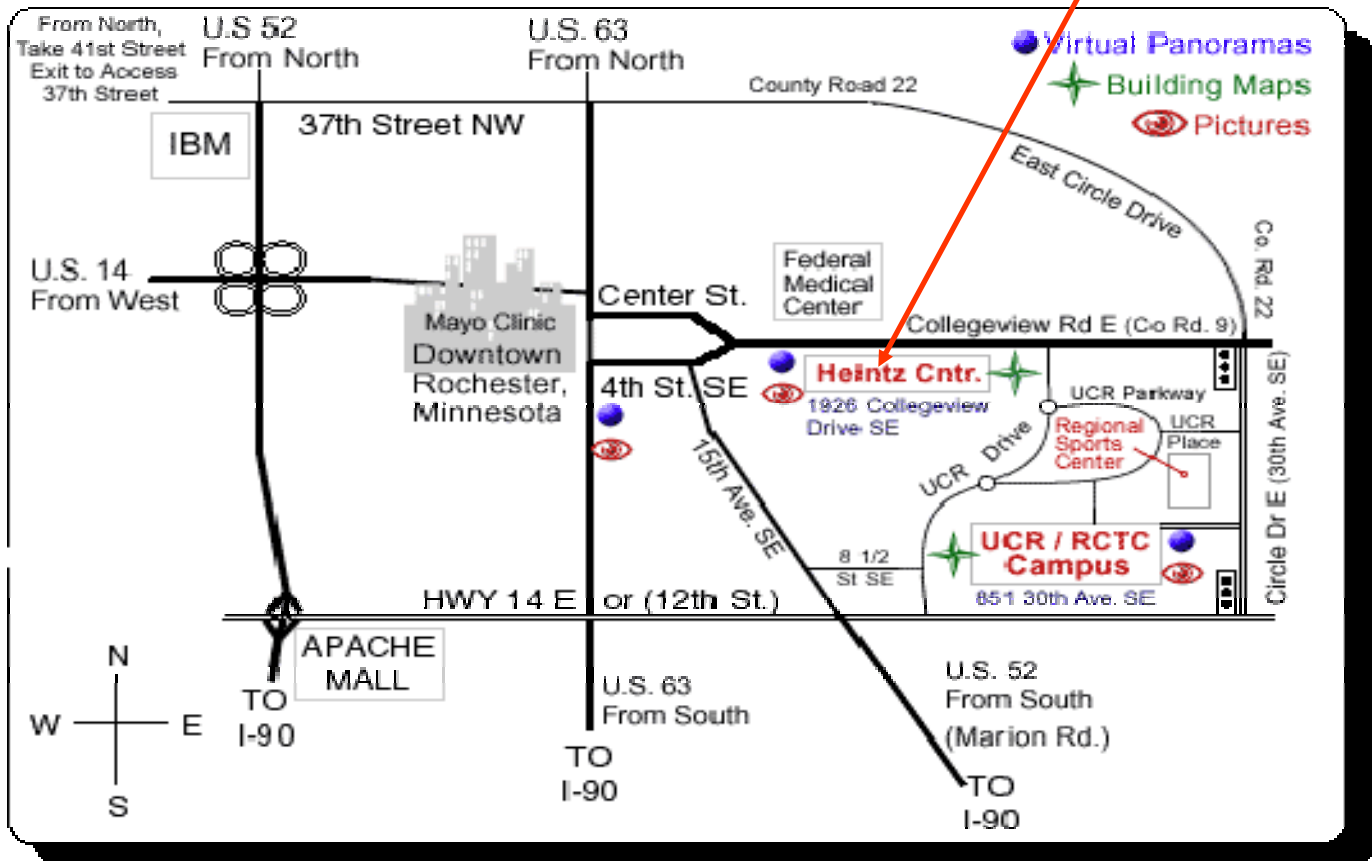 From North,
Take 41st Street
Exit to Access
37th Street
U.S 52
From North
U.S. 63
From North
Virtual Panoramas
Building Maps
Pictures
County Road 22
37th Street NW
IBM
East Circle Drive
Co. Rd. 22
U.S. 14
From West
Federal
Medical
Center
Center St.
Mayo Clinic
Downtown
Rochester,
Minnesota
Collegeview Rd E (Co Rd. 9)
4th St. SE
Heintz Cntr.
1926 Collegeview
Drive SE
UCR Parkway
Regional
Sports
Center
UCR
Place
UCR Drive
15th Ave. SE
Circle Dr E (30th Ave. SE)
8 1/2
St SE
UCR / RCTC
Campus
851 30th Ave. SE
HWY 14 E or (12th St.)
APACHE
MALL
N
W E
S
TO
I-90
U.S. 63
From South
TO
I-90
U.S. 52
From South
(Marion Rd.)
TO
I-90